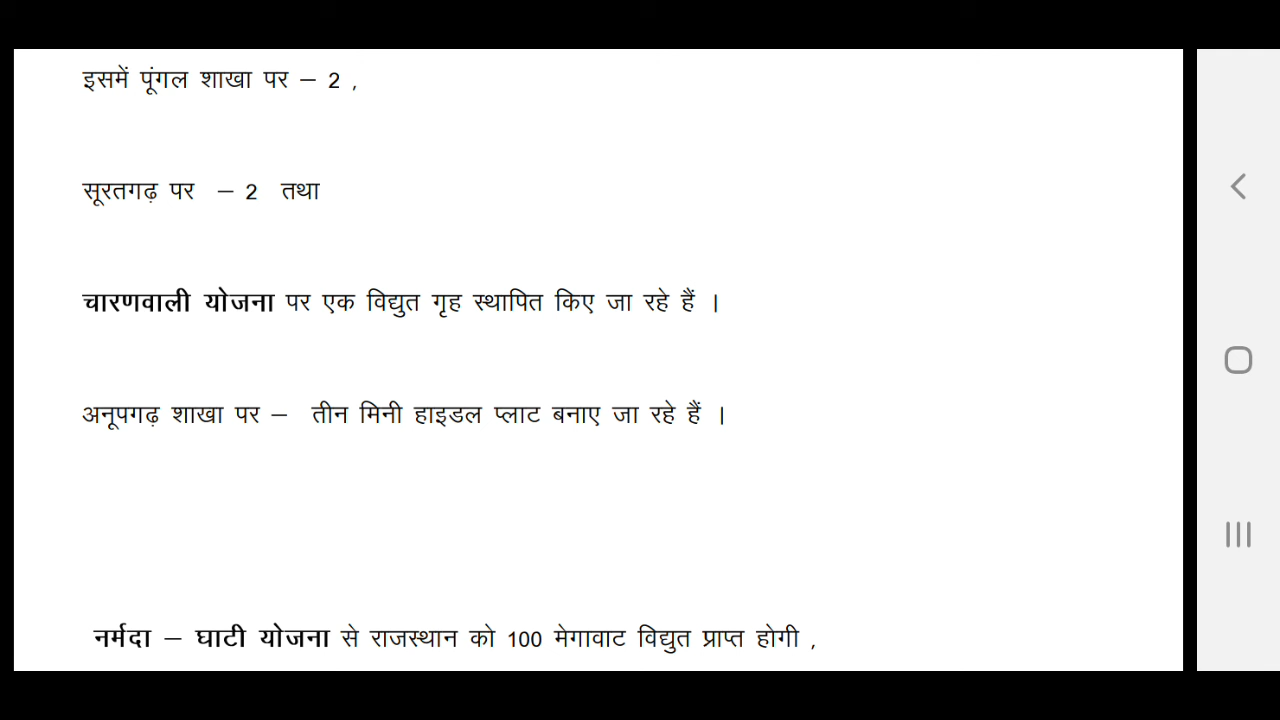 इसमें पूंगल शाखा पर – 2 ,
सूरतगढ़ पर – 2 तथा
चारणवाली योजना पर एक विद्युत गृह स्थापित किए जा रहे हैं ।
अनूपगढ़ शाखा पर – तीन मिनी हाइडल प्लाट बनाए जा रहे हैं ।
नर्मदा – घाटी योजना से राजस्थान को 100 मेगावाट विद्युत प्राप्त होगी ,